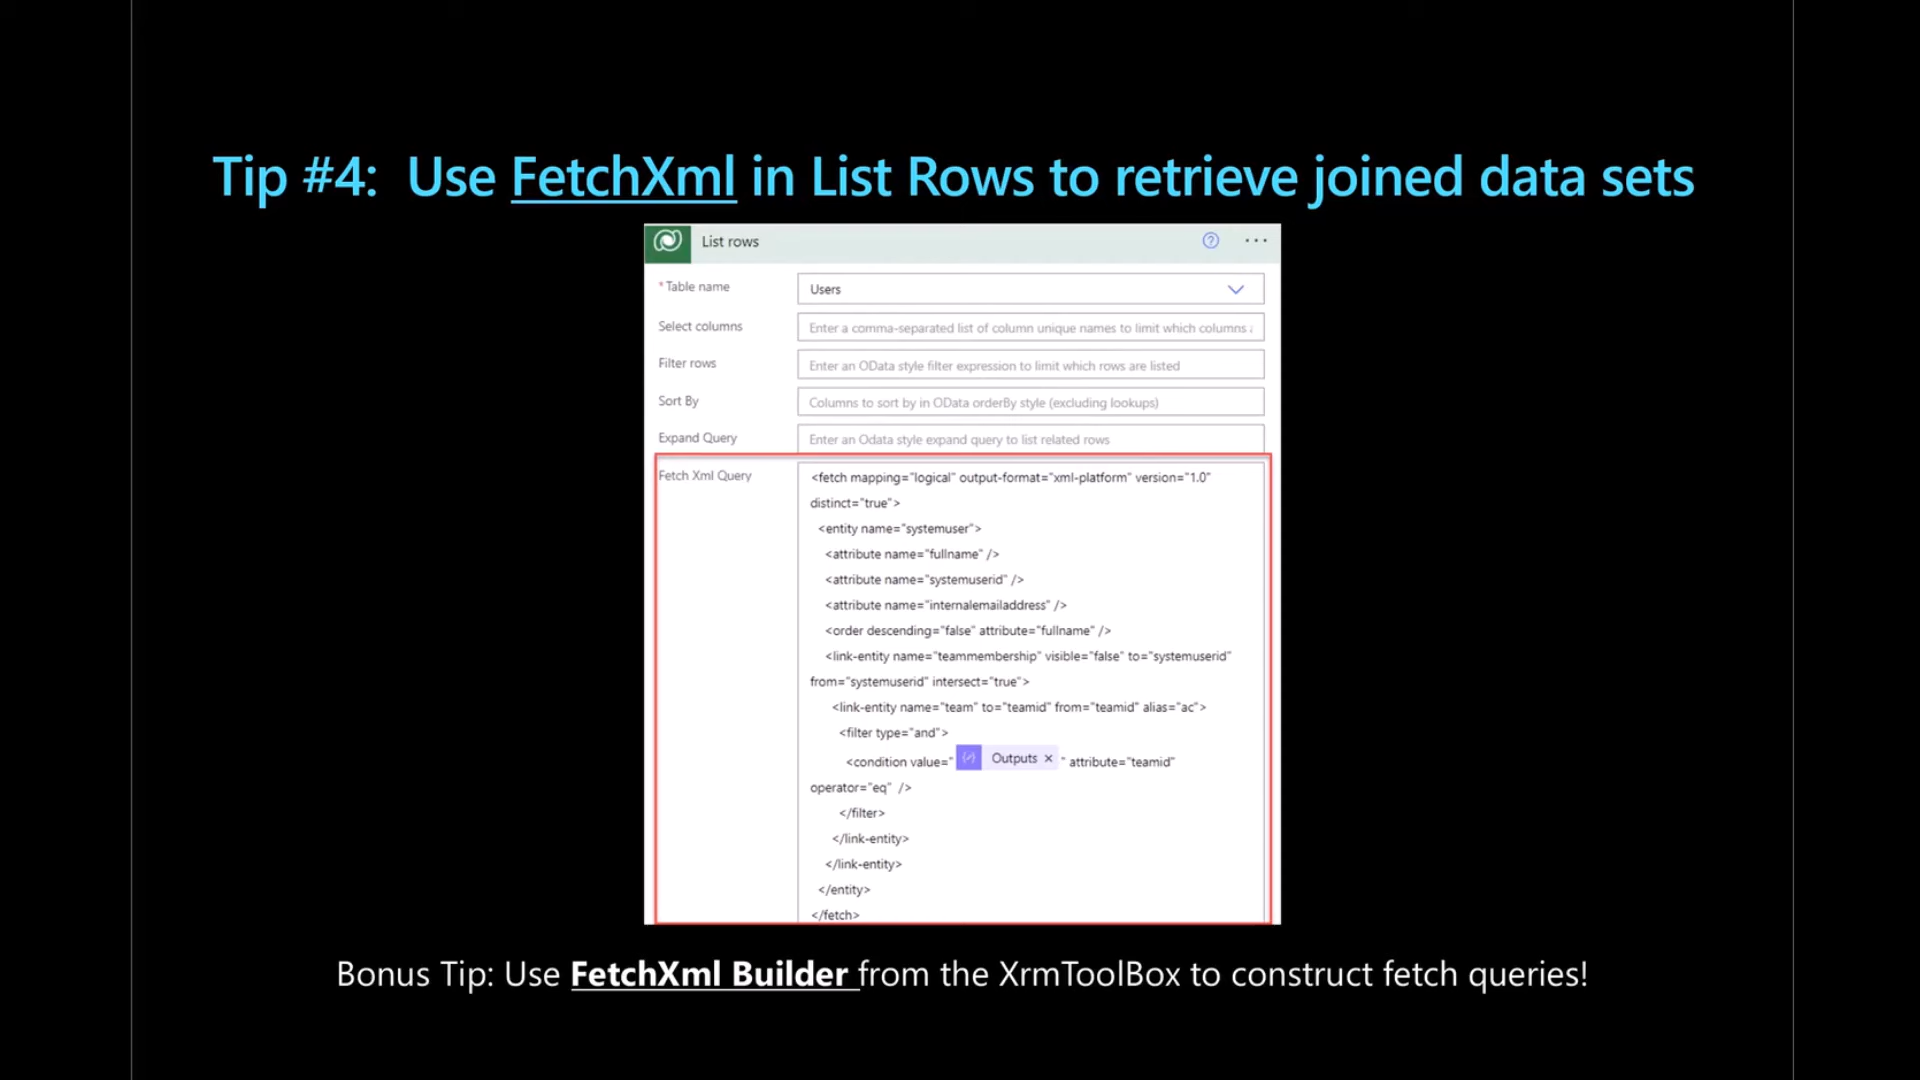 Tip #4:  Use FetchXml in List Rows to retrieve joined data sets
List rows
* Table name
Users
Select columns
Enter a comma-separated list of column unique names to limit which columns
Filter rows
Enter an OData style filter expression to limit which rows are listed
Sort By
Columns to sort by in OData orderBy style (excluding lookups)
Expand Query
Enter an Odata style expand query to list related rows
Fetch Xml Query
<fetch mapping="logical" output-format="xml-platform" version="1.0"
distinct="true">
<entity name="systemuser">
<attribute name="fullname" />
<attribute name="systemuserid" />
<attribute name="internalemailaddress" />
<order descending="false" attribute="fullname" />
<link-entity name="teammembership" visible="false" to="systemuserid"
from="systemuserid" intersect="true">
<link-entity name="team" to="teamid" from="teamid" alias="ac">
<filter type="and">
<condition value=" Outputs × " attribute="teamid"
operator="eq" />
</filter>
</link-entity>
</link-entity>
</entity>
</fetch>
Bonus Tip: Use FetchXml Builder from the XrmToolBox to construct fetch queries!